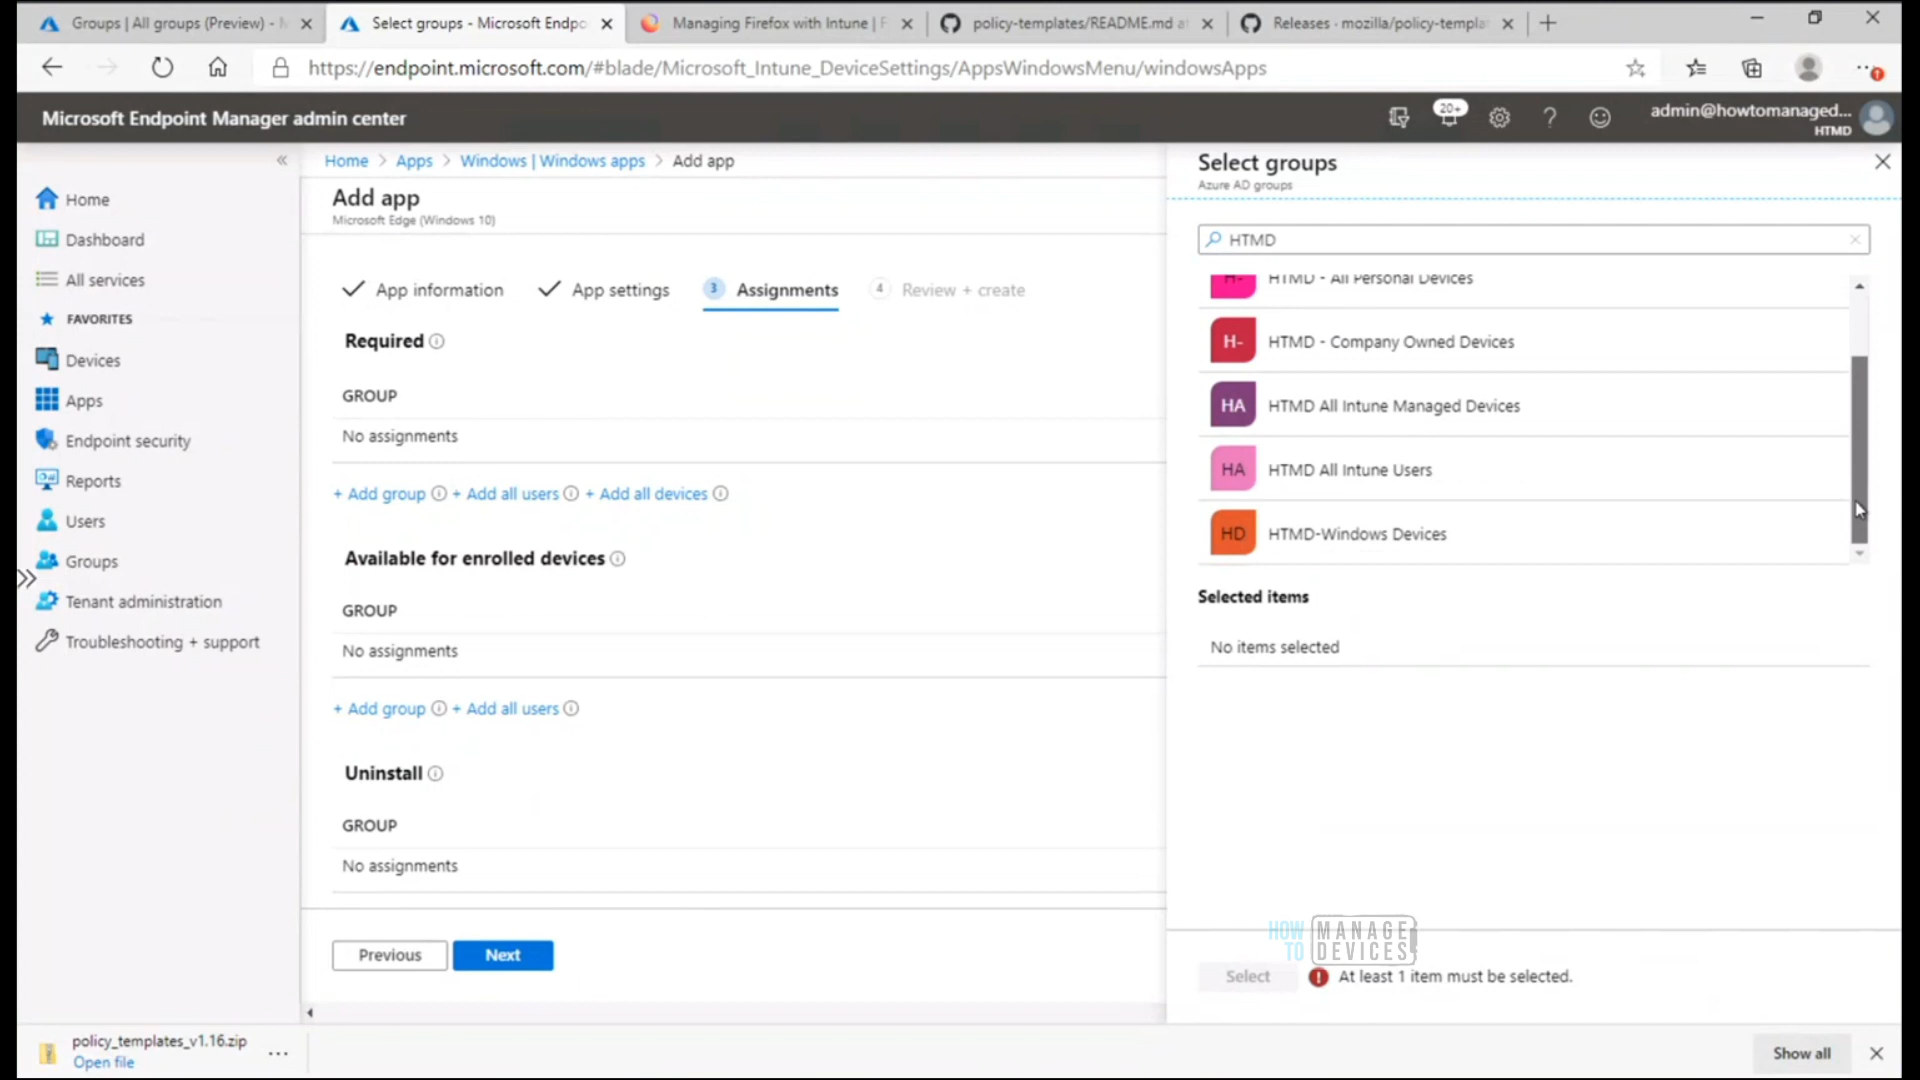 Groups | All groups (Preview) -
Select groups - Microsoft Endpo
Managing Firefox with Intune | F
policy-templates/README.md a
Releases · mozilla/policy-templa
https://endpoint.microsoft.com/#blade/Microsoft_Intune_DeviceSettings/AppsWindowsMenu/windowsApps
Microsoft Endpoint Manager admin center
20+
admin@howtomanaged...
HTMD
Home
Dashboard
All services
FAVORITES
Devices
Apps
Endpoint security
Reports
Users
Groups
Tenant administration
Troubleshooting + support
Home > Apps > Windows | Windows apps > Add app
Add app
Microsoft Edge (Windows 10)
App information
App settings
3 Assignments
4 Review + create
Required
GROUP
No assignments
+ Add group + Add all users + Add all devices
Available for enrolled devices
GROUP
No assignments
+ Add group + Add all users
Uninstall
GROUP
No assignments
Previous
Next
Select groups
Azure AD groups
HTMD
H- HTMD - All Personal Devices
H- HTMD - Company Owned Devices
HA HTMD All Intune Managed Devices
HA HTMD All Intune Users
HD HTMD-Windows Devices
Selected items
No items selected
HOW TO MANAGE DEVICES
Select
At least 1 item must be selected.
policy_templates_v1.16.zip
Open file
Show all